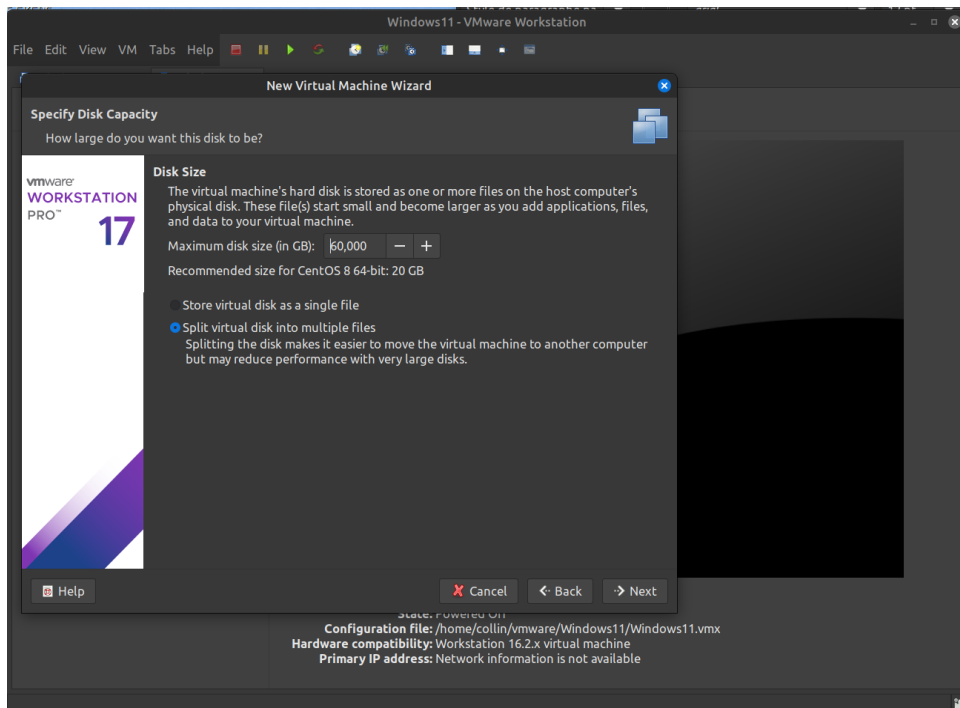 Windows11 - VMware Workstation
File Edit View VM Tabs Help
New Virtual Machine Wizard
Specify Disk Capacity
How large do you want this disk to be?
vmware
WORKSTATION
PRO™
17
Disk Size
The virtual machine's hard disk is stored as one or more files on the host computer's
physical disk. These file(s) start small and become larger as you add applications, files,
and data to your virtual machine.
Maximum disk size (in GB): 60,000 − +
Recommended size for CentOS 8 64-bit: 20 GB
Store virtual disk as a single file
Split virtual disk into multiple files
Splitting the disk makes it easier to move the virtual machine to another computer
but may reduce performance with very large disks.
Help
Cancel
Back
Next
State: Powered Off
Configuration file: /home/collin/vmware/Windows11/Windows11.vmx
Hardware compatibility: Workstation 16.2.x virtual machine
Primary IP address: Network information is not available